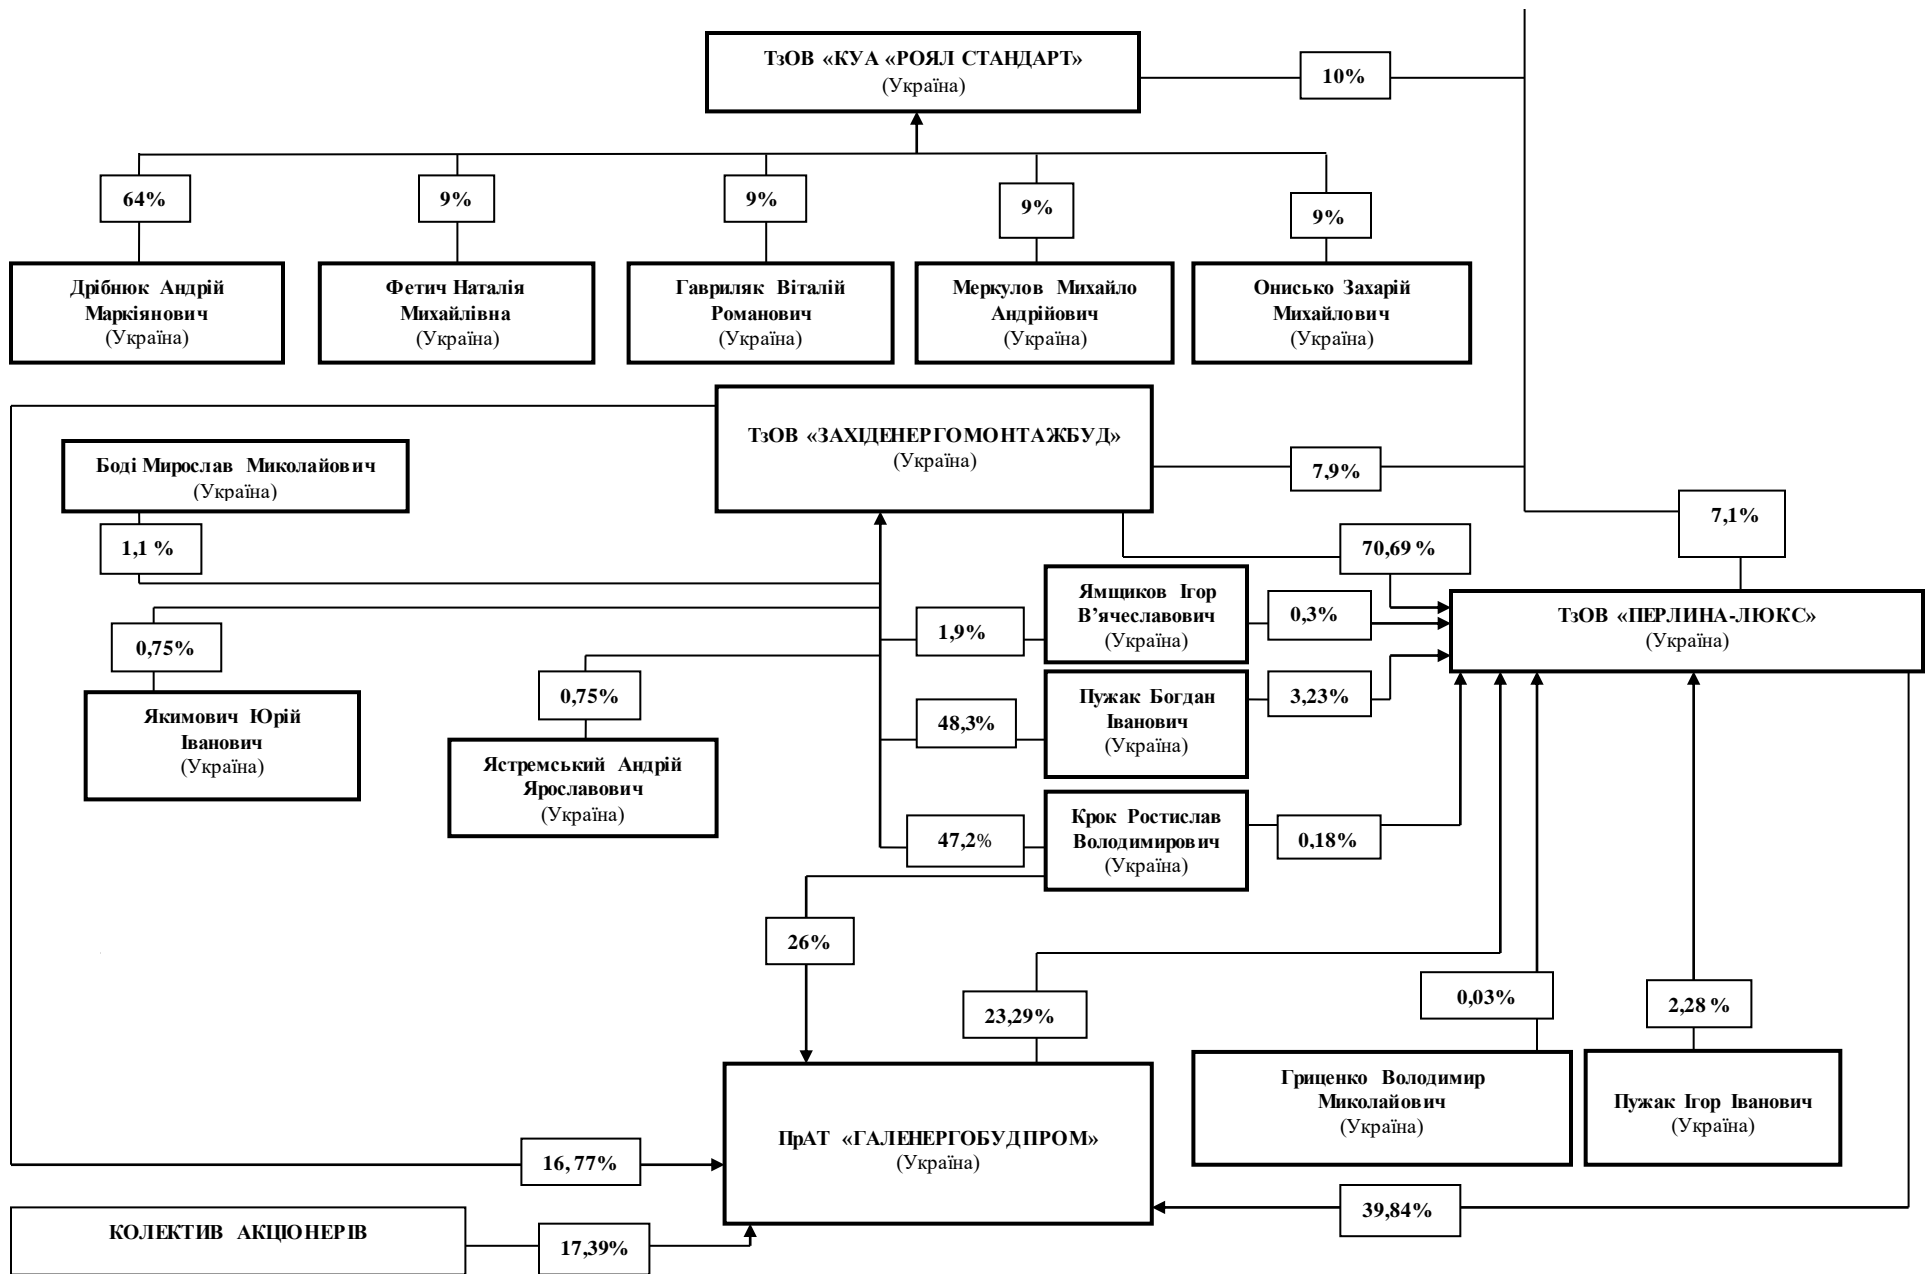 ТзОВ «КУА «РОЯЛ СТАНДАРТ»
(Україна)
10%
64%
9%
9%
9%
9%
Дрібнюк Андрій
Маркіянович
(Україна)
Фетич Наталія
Михайлівна
(Україна)
Гавриляк Віталій
Романович
(Україна)
Меркулов Михайло
Андрійович
(Україна)
Онисько Захарій
Михайлович
(Україна)
ТзОВ «ЗАХІДЕНЕРГОМОНТАЖБУД»
(Україна)
7,9%
Боді Мирослав Миколайович
(Україна)
1,1 %
7,1%
70,69 %
Ямщиков Ігор
В’ячеславович
(Україна)
0,3%
ТзОВ «ПЕРЛИНА-ЛЮКС»
(Україна)
1,9%
0,75%
Якимович Юрій
Іванович
(Україна)
0,75%
Ястремський Андрій
Ярославович
(Україна)
48,3%
Пужак Богдан
Іванович
(Україна)
3,23%
47,2%
Крок Ростислав
Володимирович
(Україна)
0,18%
26%
23,29%
0,03%
2,28 %
Гриценко Володимир
Миколайович
(Україна)
Пужак Ігор Іванович
(Україна)
ПрАТ «ГАЛЕНЕРГОБУДПРОМ»
(Україна)
16, 77%
39,84%
КОЛЕКТИВ АКЦІОНЕРІВ
17,39%